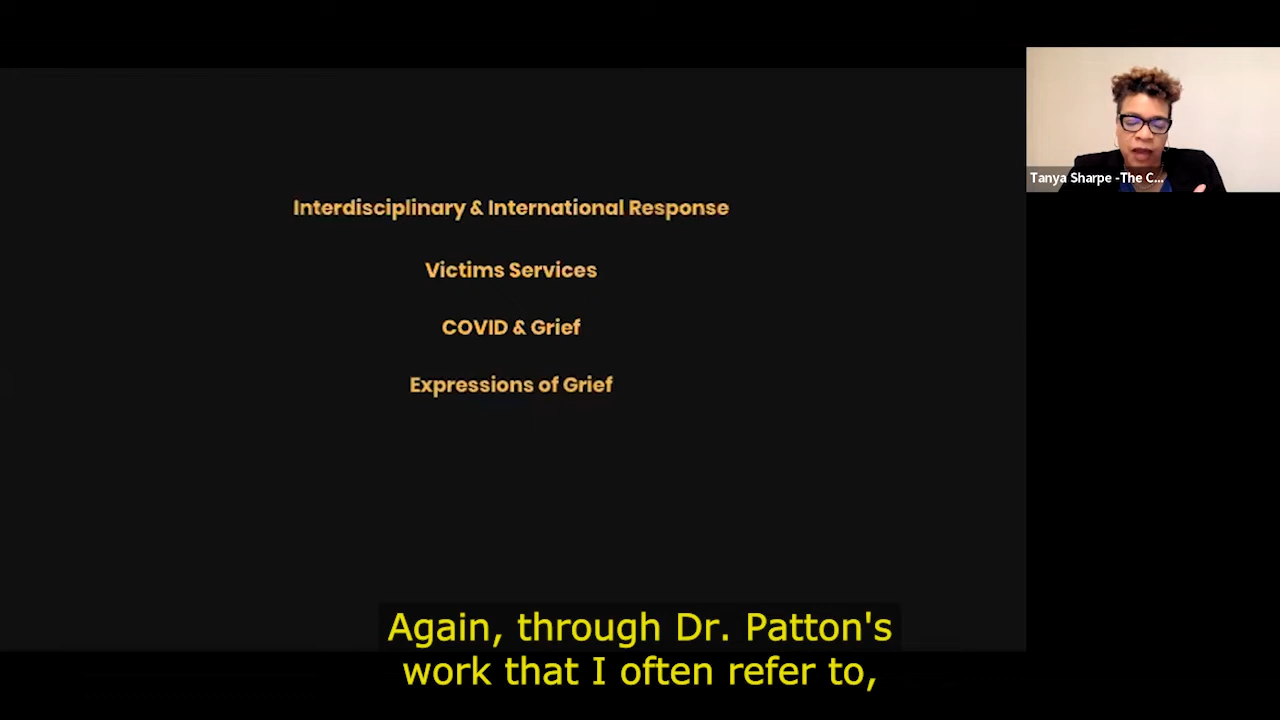 Tanya Sharpe -The C...
Interdisciplinary & International Response
Victims Services
COVID & Grief
Expressions of Grief
Again, through Dr. Patton's
work that I often refer to,